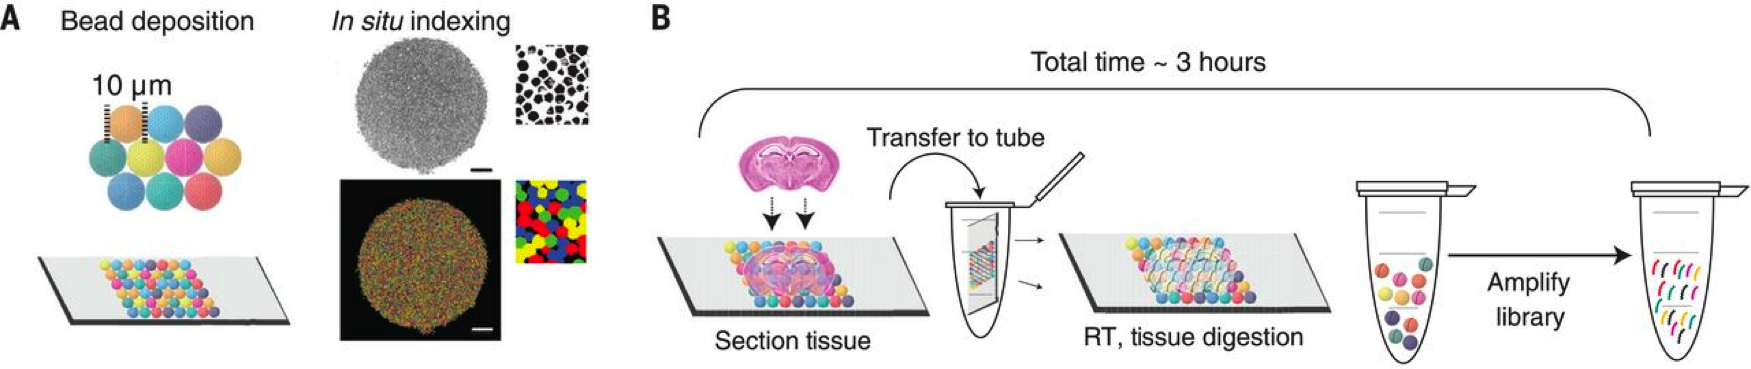 A
Bead deposition
In situ indexing
10 μm
B
Total time ~ 3 hours
Transfer to tube
Section tissue
RT, tissue digestion
Amplify
library